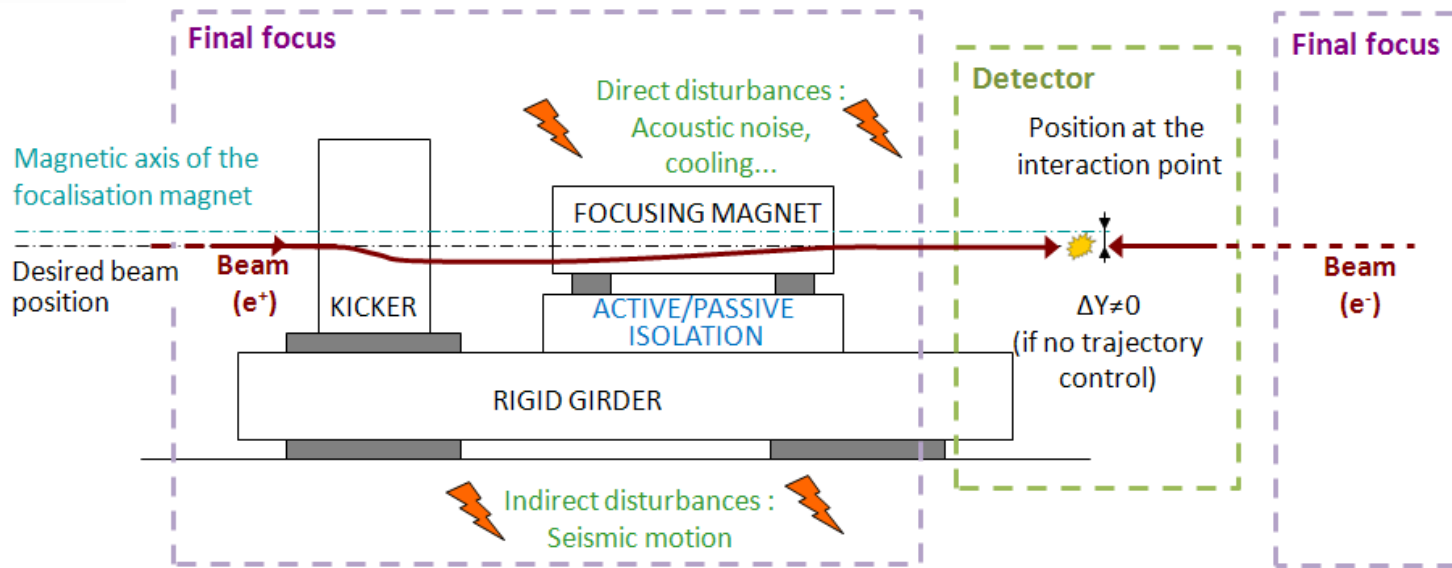 Final focus
Final focus
Detector
Direct disturbances :
Acoustic noise,
cooling...
Position at the
interaction point
Magnetic axis of the
focalisation magnet
FOCUSING MAGNET
Desired beam
position
Beam
(e⁺)
KICKER
ACTIVE/PASSIVE
ISOLATION
ΔY≠0
(if no trajectory
control)
Beam
(e⁻)
RIGID GIRDER
Indirect disturbances :
Seismic motion